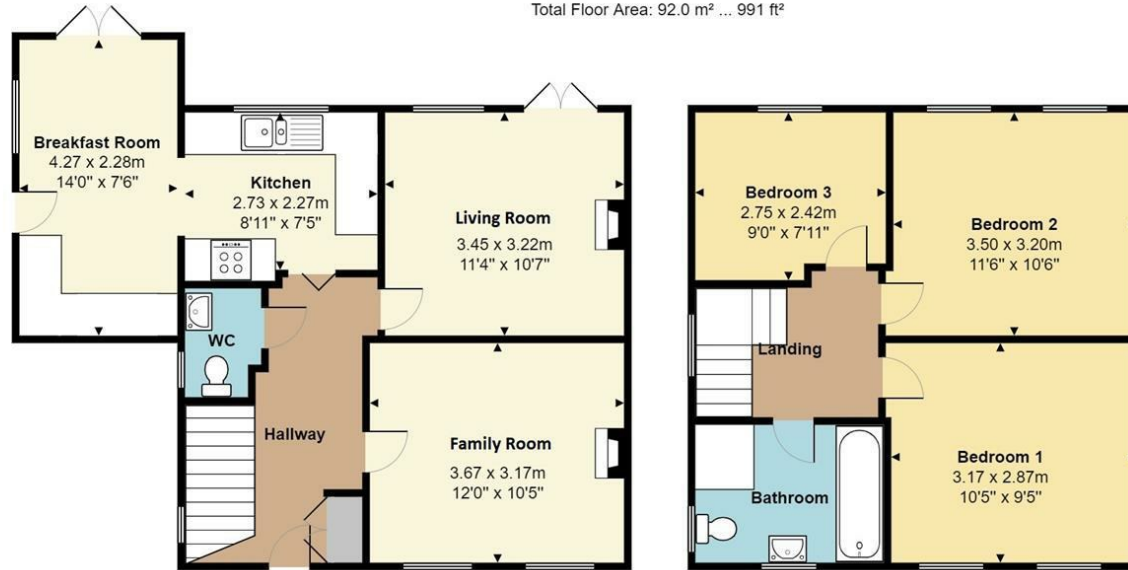 Total Floor Area: 92.0 m² ... 991 ft²
Breakfast Room
4.27 x 2.28m
14'0" x 7'6"
Kitchen
2.73 x 2.27m
8'11" x 7'5"
Living Room
3.45 x 3.22m
11'4" x 10'7"
WC
Hallway
Family Room
3.67 x 3.17m
12'0" x 10'5"
Bedroom 3
2.75 x 2.42m
9'0" x 7'11"
Bedroom 2
3.50 x 3.20m
11'6" x 10'6"
Landing
Bedroom 1
3.17 x 2.87m
10'5" x 9'5"
Bathroom